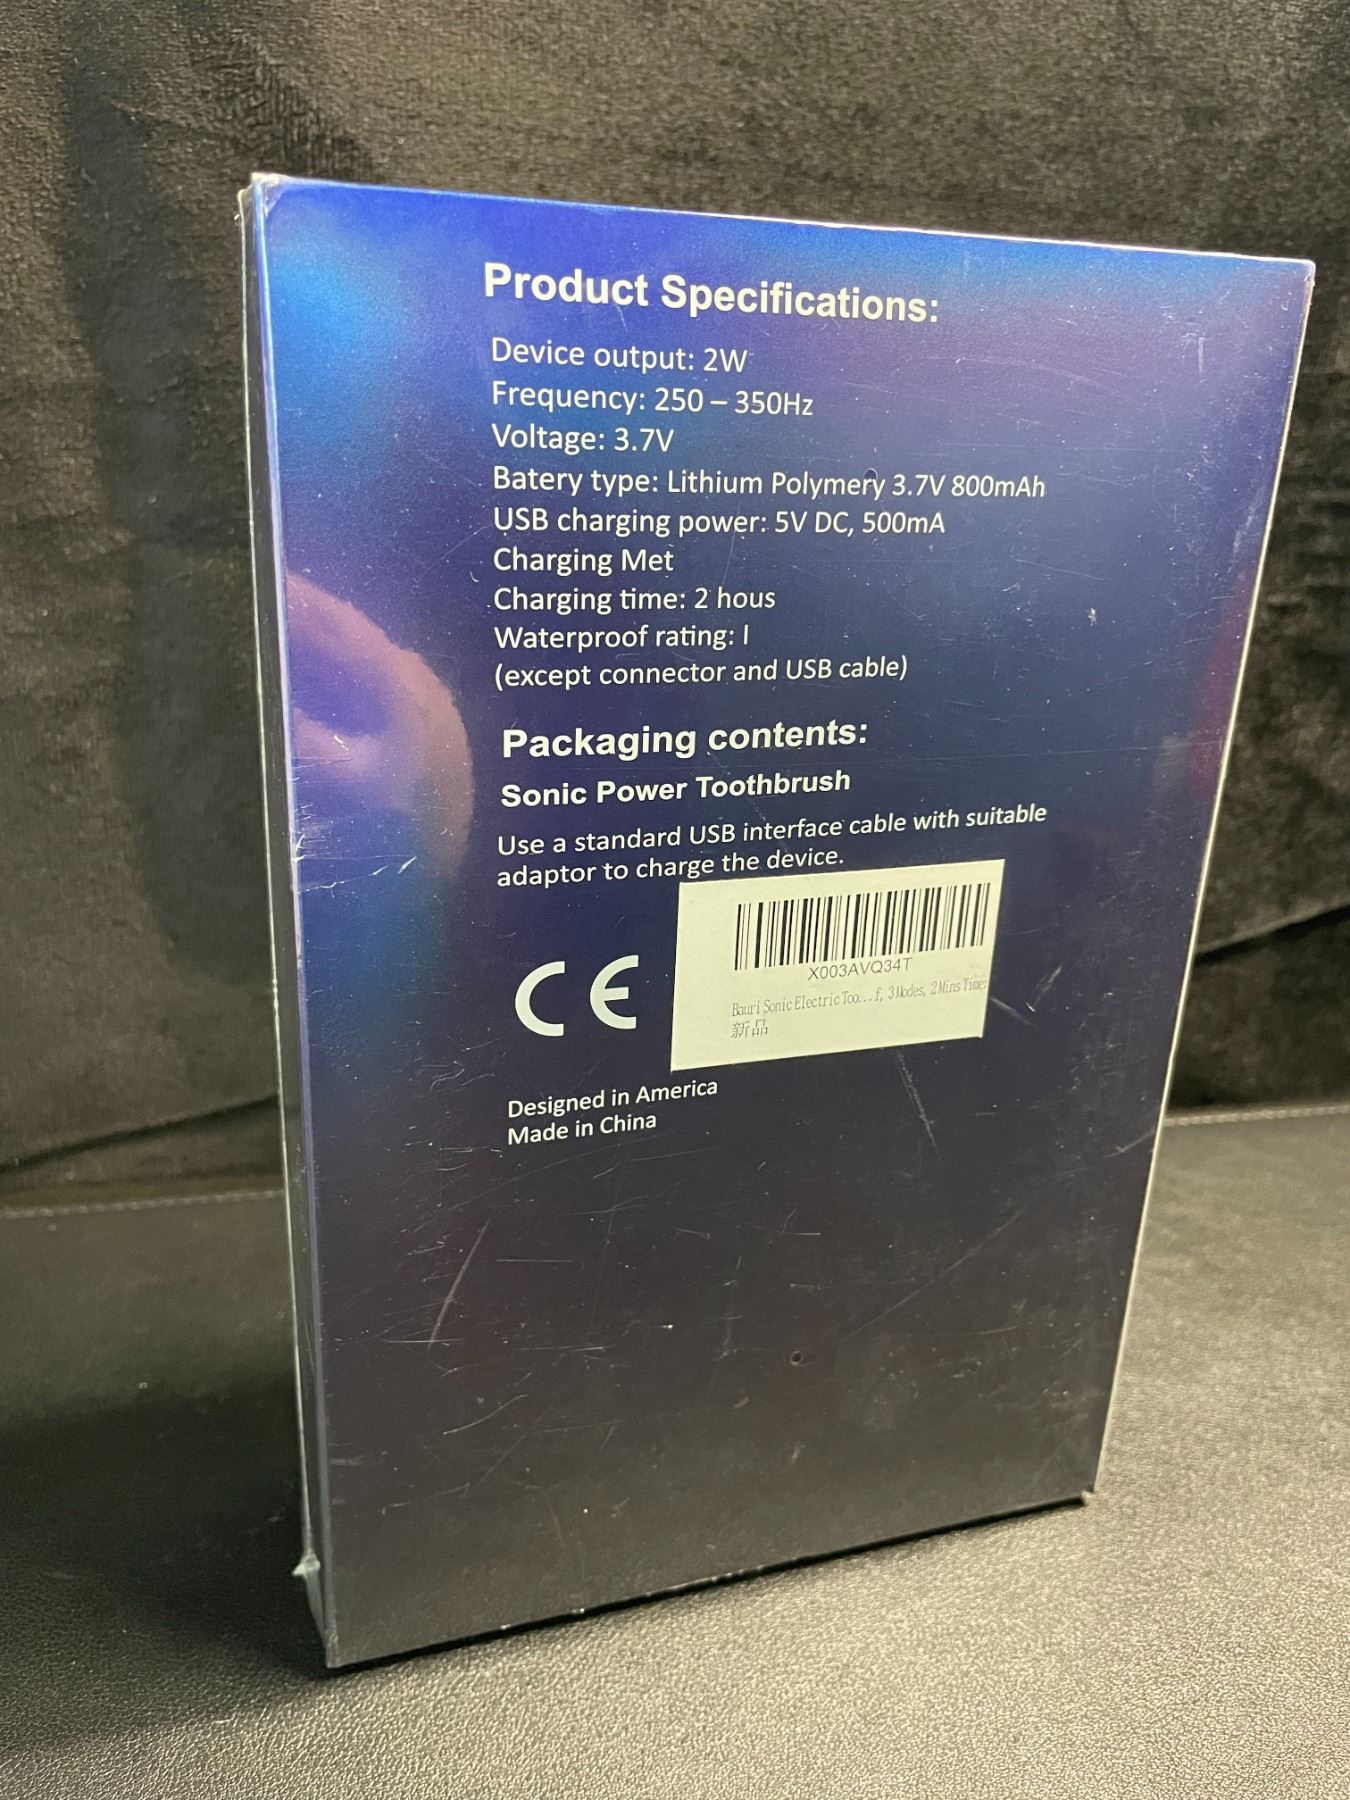 Product Specifications:
Device output: 2W
Frequency: 250 – 350Hz
Voltage: 3.7V
Batery type: Lithium Polymery 3.7V 800mAh
USB charging power: 5V DC, 500mA
Charging Met
Charging time: 2 hous
Waterproof rating: l
(except connector and USB cable)
Packaging contents:
Sonic Power Toothbrush
Use a standard USB interface cable with suitable
adaptor to charge the device.
CE
X003AVQ34T
Bauri Sonic Electric Too... f, 3 Modes, 2 Mins Timer
新品
Designed in America
Made in China